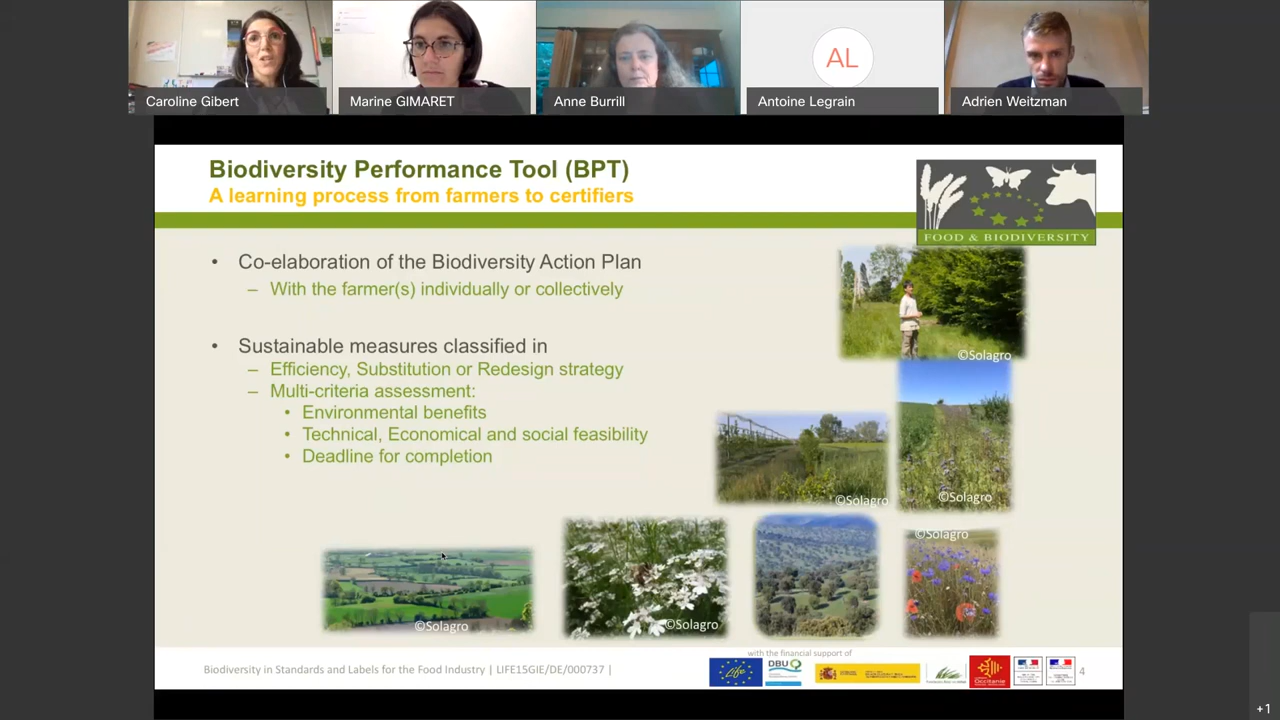 AL
Caroline Gibert
Marine GIMARET
Anne Burrill
Antoine Legrain
Adrien Weitzman
Biodiversity Performance Tool (BPT)
A learning process from farmers to certifiers
FOOD & BIODIVERSITY
• Co-elaboration of the Biodiversity Action Plan
– With the farmer(s) individually or collectively
• Sustainable measures classified in
– Efficiency, Substitution or Redesign strategy
– Multi-criteria assessment:
• Environmental benefits
• Technical, Economical and social feasibility
• Deadline for completion
©Solagro
©Solagro
©Solagro
©Solagro
©Solagro
©Solagro
with the financial support of
Biodiversity in Standards and Labels for the Food Industry | LIFE15GIE/DE/000737 |
Life
DBU
Occitanie
4
+1